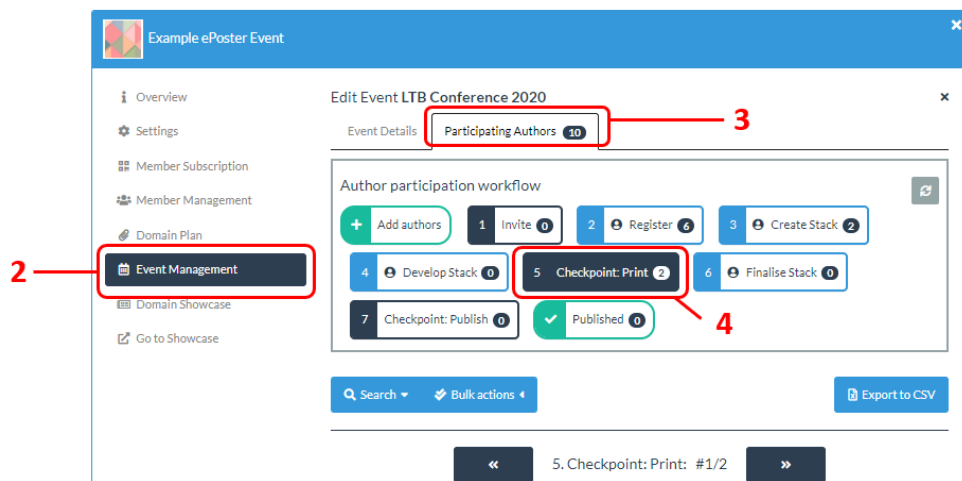 Example ePoster Event
×
Overview
Settings
Member Subscription
Member Management
Domain Plan
Event Management
Domain Showcase
Go to Showcase
2
Edit Event LTB Conference 2020
×
Event Details
Participating Authors 10
3
Author participation workflow
+ Add authors
1 Invite 0
2 Register 6
3 Create Stack 2
4 Develop Stack 0
5 Checkpoint: Print 2
6 Finalise Stack 0
7 Checkpoint: Publish 0
Published 0
4
Search
Bulk actions
Export to CSV
«
5. Checkpoint: Print: #1/2
»